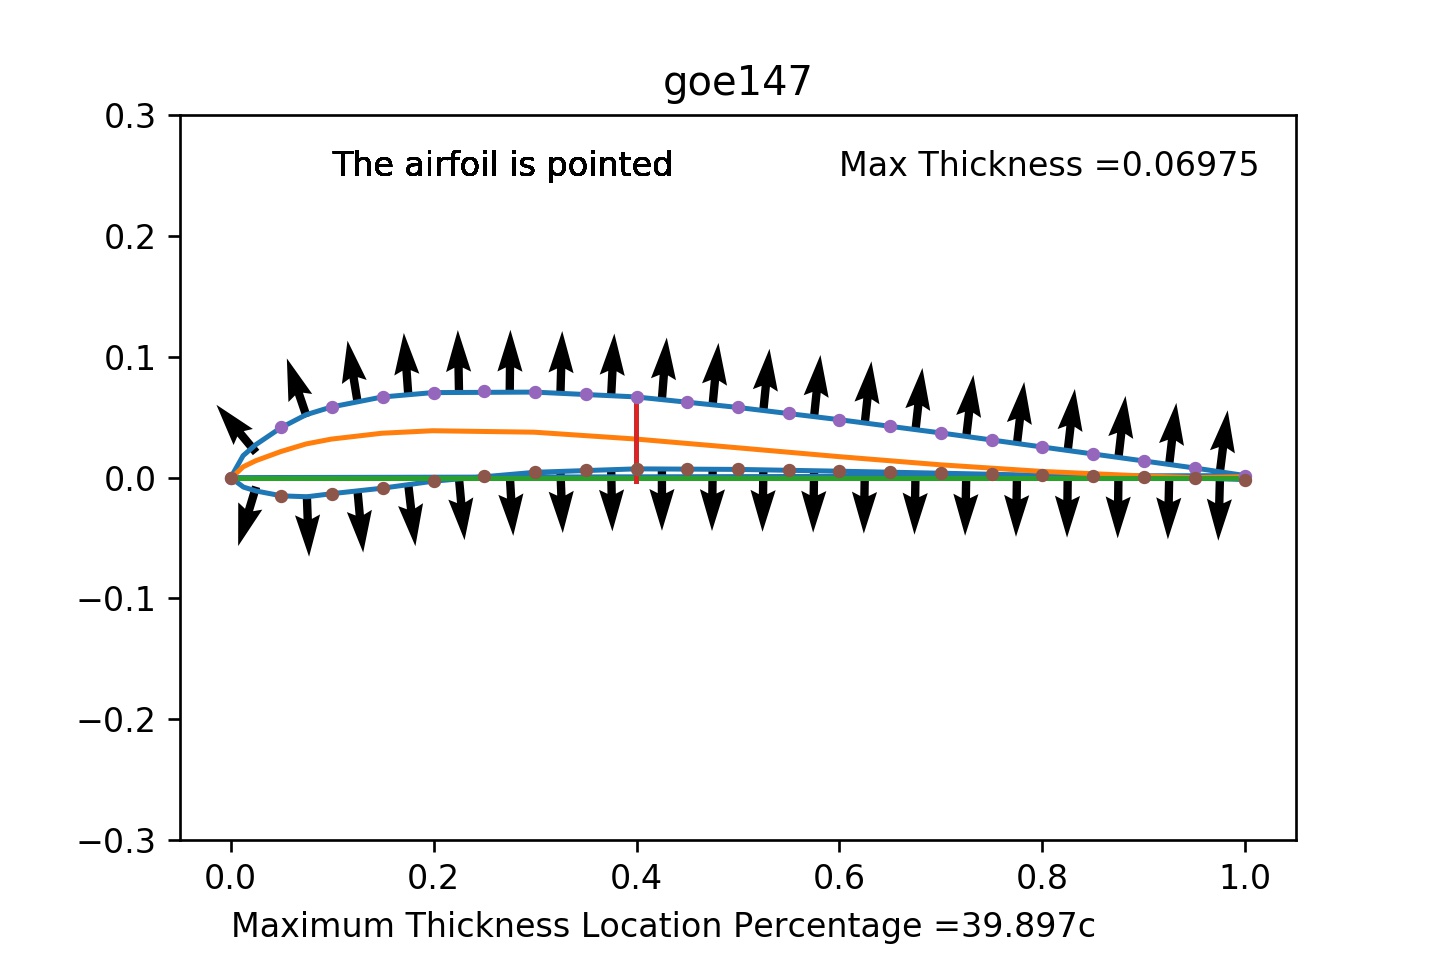 goe147
The airfoil is pointed
Max Thickness =0.06975
0.3
0.2
0.1
0.0
−0.1
−0.2
−0.3
0.0 0.2 0.4 0.6 0.8 1.0
Maximum Thickness Location Percentage =39.897c